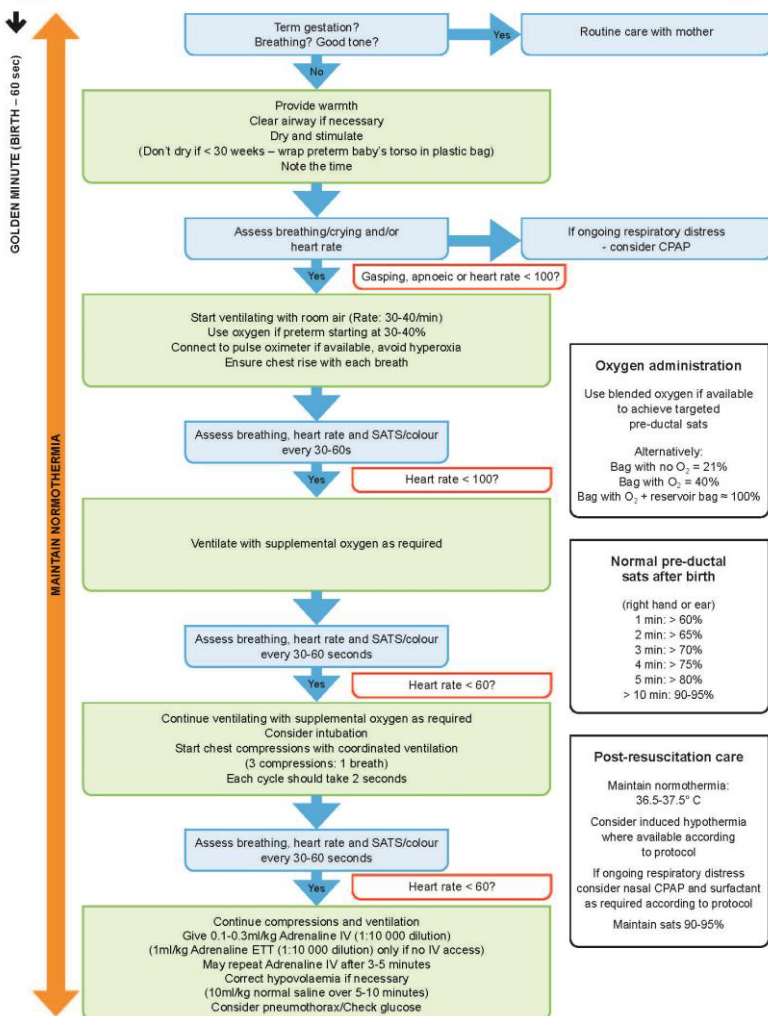 GOLDEN MINUTE (BIRTH – 60 sec)
MAINTAIN NORMOTHERMIA
Term gestation?
Breathing? Good tone?
Yes
Routine care with mother
No
Provide warmth
Clear airway if necessary
Dry and stimulate
(Don't dry if < 30 weeks – wrap preterm baby's torso in plastic bag)
Note the time
Assess breathing/crying and/or
heart rate
If ongoing respiratory distress
- consider CPAP
Yes
Gasping, apnoeic or heart rate < 100?
Start ventilating with room air (Rate: 30-40/min)
Use oxygen if preterm starting at 30-40%
Connect to pulse oximeter if available, avoid hyperoxia
Ensure chest rise with each breath
Assess breathing, heart rate and SATS/colour
every 30-60s
Yes
Heart rate < 100?
Ventilate with supplemental oxygen as required
Assess breathing, heart rate and SATS/colour
every 30-60 seconds
Yes
Heart rate < 60?
Continue ventilating with supplemental oxygen as required
Consider intubation
Start chest compressions with coordinated ventilation
(3 compressions: 1 breath)
Each cycle should take 2 seconds
Assess breathing, heart rate and SATS/colour
every 30-60 seconds
Yes
Heart rate < 60?
Continue compressions and ventilation
Give 0.1-0.3ml/kg Adrenaline IV (1:10 000 dilution)
(1ml/kg Adrenaline ETT (1:10 000 dilution) only if no IV access)
May repeat Adrenaline IV after 3-5 minutes
Correct hypovolaemia if necessary
(10ml/kg normal saline over 5-10 minutes)
Consider pneumothorax/Check glucose
Oxygen administration
Use blended oxygen if available
to achieve targeted
pre-ductal sats
Alternatively:
Bag with no O₂ = 21%
Bag with O₂ = 40%
Bag with O₂ + reservoir bag ≈ 100%
Normal pre-ductal
sats after birth
(right hand or ear)
1 min: > 60%
2 min: > 65%
3 min: > 70%
4 min: > 75%
5 min: > 80%
> 10 min: 90-95%
Post-resuscitation care
Maintain normothermia:
36.5-37.5° C
Consider induced hypothermia
where available according
to protocol
If ongoing respiratory distress
consider nasal CPAP and surfactant
as required according to protocol
Maintain sats 90-95%